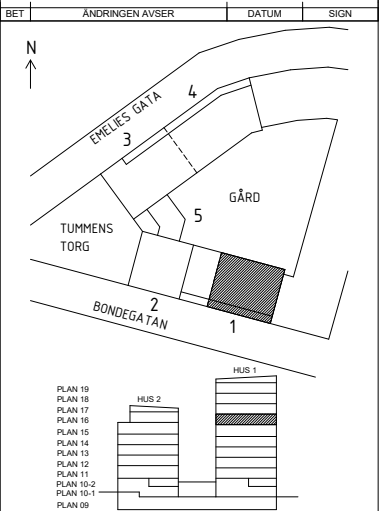 BET ÄNDRINGEN AVSER DATUM SIGN
N
EMELIES GATA
4
3
GÅRD
5
TUMMENS
TORG
2
BONDEGATAN
1
HUS 1
PLAN 19
PLAN 18 HUS 2
PLAN 17
PLAN 16
PLAN 15
PLAN 14
PLAN 13
PLAN 12
PLAN 11
PLAN 10-2
PLAN 10-1
PLAN 09